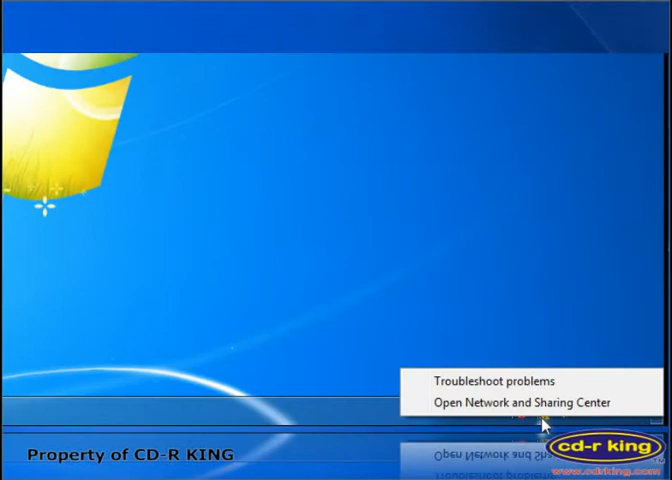 Troubleshoot problems
Open Network and Sharing Center
Property of CD-R KING
cd-r king
www.cdrking.com